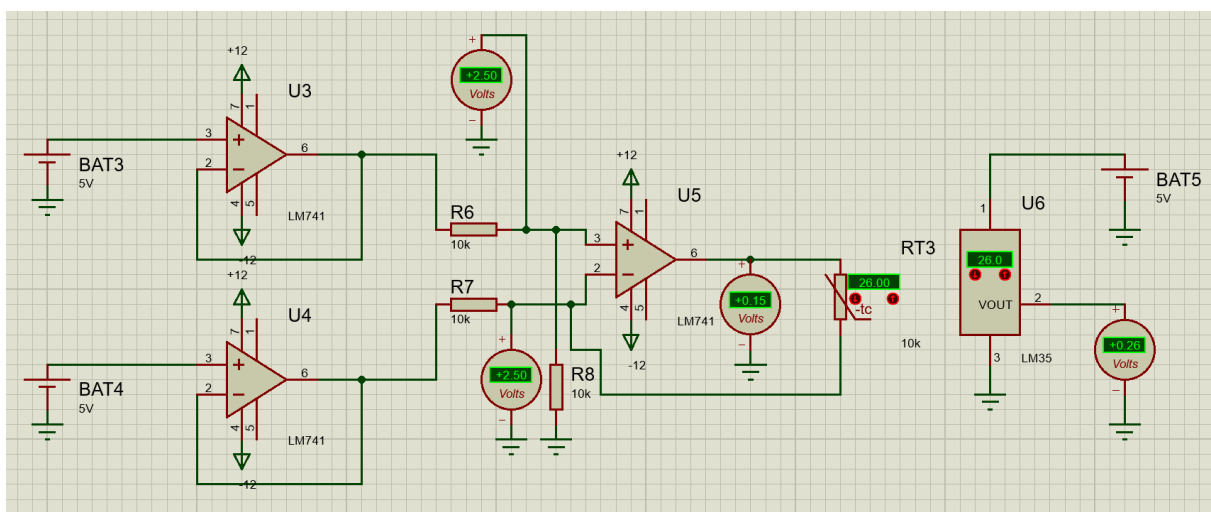 +12
U3
7
1
3
+
2
−
6
4
5
LM741
-12
BAT3
5V
+
+2.50
Volts
−
+12
U4
7
1
3
+
2
−
6
4
5
LM741
-12
BAT4
5V
R6
10k
R7
10k
+
+2.50
Volts
−
R8
10k
+12
U5
7
1
3
+
2
−
6
4
5
LM741
-12
+
+0.15
Volts
−
RT3
26.00
-tc
10k
U6
1
26.0
VOUT
2
3
LM35
BAT5
5V
+
+0.26
Volts
−